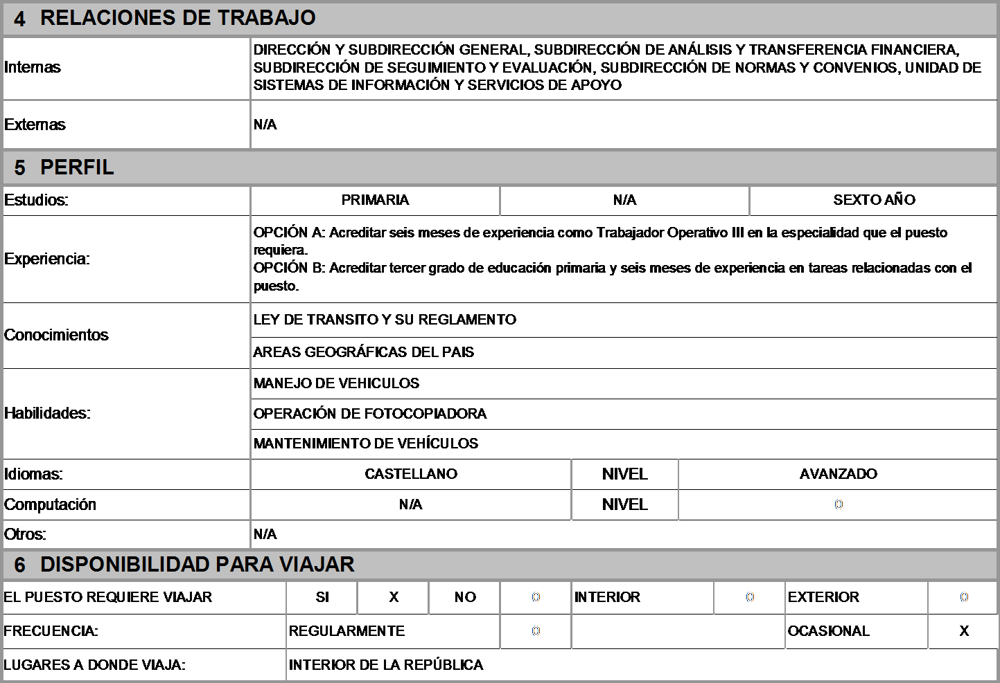 4 RELACIONES DE TRABAJO
Internas
DIRECCIÓN Y SUBDIRECCIÓN GENERAL, SUBDIRECCIÓN DE ANÁLISIS Y TRANSFERENCIA FINANCIERA,
SUBDIRECCIÓN DE SEGUIMIENTO Y EVALUACIÓN, SUBDIRECCIÓN DE NORMAS Y CONVENIOS, UNIDAD DE
SISTEMAS DE INFORMACIÓN Y SERVICIOS DE APOYO
Externas N/A
5 PERFIL
Estudios: PRIMARIA N/A SEXTO AÑO
Experiencia:
OPCIÓN A: Acreditar seis meses de experiencia como Trabajador Operativo III en la especialidad que el puesto
requiera.
OPCIÓN B: Acreditar tercer grado de educación primaria y seis meses de experiencia en tareas relacionadas con el
puesto.
Conocimientos
LEY DE TRANSITO Y SU REGLAMENTO
AREAS GEOGRÁFICAS DEL PAIS
Habilidades:
MANEJO DE VEHICULOS
OPERACIÓN DE FOTOCOPIADORA
MANTENIMIENTO DE VEHÍCULOS
Idiomas: CASTELLANO NIVEL AVANZADO
Computación N/A NIVEL 0
Otros: N/A
6 DISPONIBILIDAD PARA VIAJAR
EL PUESTO REQUIERE VIAJAR SI X NO 0 INTERIOR 0 EXTERIOR 0
FRECUENCIA: REGULARMENTE 0 OCASIONAL X
LUGARES A DONDE VIAJA: INTERIOR DE LA REPÚBLICA